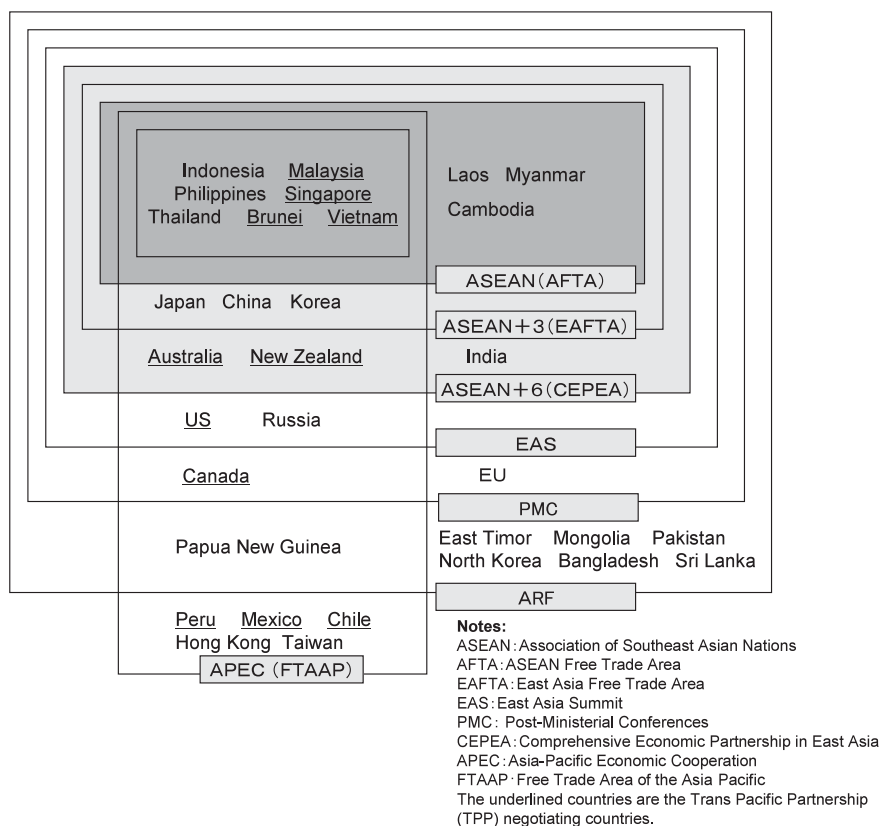 Indonesia Malaysia
Philippines Singapore
Thailand Brunei Vietnam
Laos Myanmar
Cambodia
ASEAN(AFTA)
Japan China Korea
ASEAN+3(EAFTA)
Australia New Zealand India
ASEAN+6(CEPEA)
US Russia
EAS
Canada EU
PMC
Papua New Guinea
East Timor Mongolia Pakistan
North Korea Bangladesh Sri Lanka
ARF
Peru Mexico Chile
Hong Kong Taiwan
APEC (FTAAP)
Notes:
ASEAN:Association of Southeast Asian Nations
AFTA:ASEAN Free Trade Area
EAFTA:East Asia Free Trade Area
EAS:East Asia Summit
PMC: Post-Ministerial Conferences
CEPEA:Comprehensive Economic Partnership in East Asia
APEC:Asia-Pacific Economic Cooperation
FTAAP·Free Trade Area of the Asia Pacific
The underlined countries are the Trans Pacific Partnership
(TPP) negotiating countries.